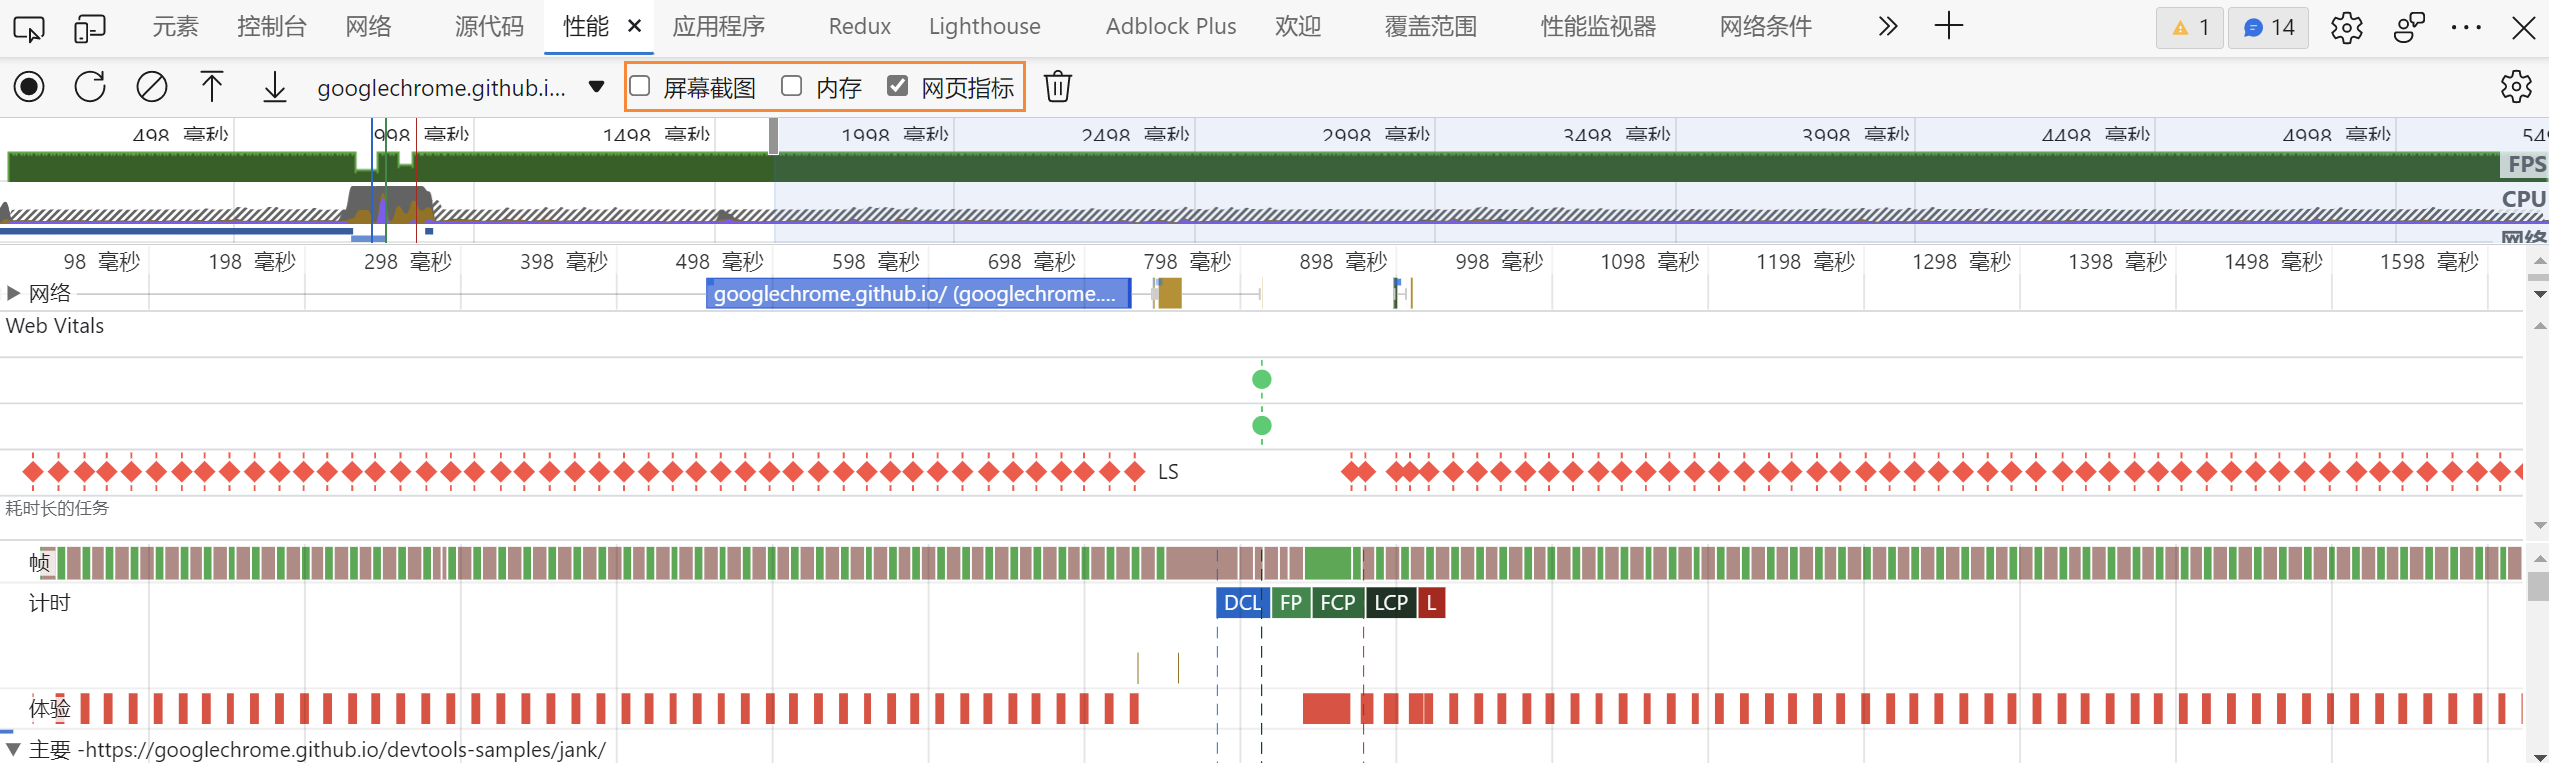 元素 控制台 网络 源代码 性能 应用程序 Redux Lighthouse Adblock Plus 欢迎 覆盖范围 性能监视器 网络条件 1 14
googlechrome.github.i... 屏幕截图 内存 网页指标
498 毫秒 998 毫秒 1498 毫秒 1998 毫秒 2498 毫秒 2998 毫秒 3498 毫秒 3998 毫秒 4498 毫秒 4998 毫秒
FPS
CPU
网络
98 毫秒 198 毫秒 298 毫秒 398 毫秒 498 毫秒 598 毫秒 698 毫秒 798 毫秒 898 毫秒 998 毫秒 1098 毫秒 1198 毫秒 1298 毫秒 1398 毫秒 1498 毫秒 1598 毫秒
网络 googlechrome.github.io/ (googlechrome....
Web Vitals
LS
耗时长的任务
帧
计时 DCL FP FCP LCP L
体验
主要 -https://googlechrome.github.io/devtools-samples/jank/